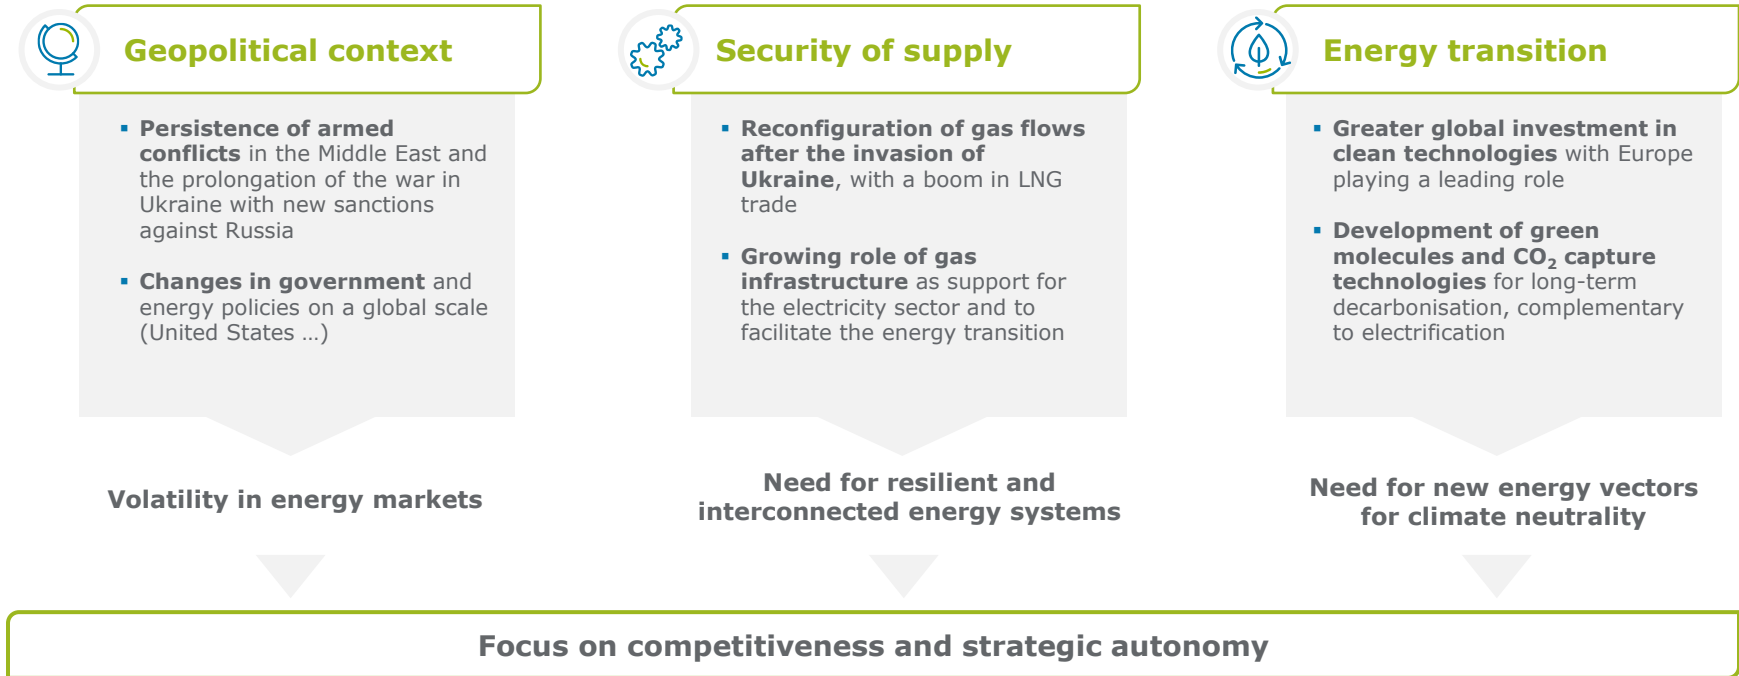 Geopolitical context
▪ Persistence of armed
conflicts in the Middle East and
the prolongation of the war in
Ukraine with new sanctions
against Russia
▪ Changes in government and
energy policies on a global scale
(United States ...)
Volatility in energy markets
Security of supply
▪ Reconfiguration of gas flows
after the invasion of
Ukraine, with a boom in LNG
trade
▪ Growing role of gas
infrastructure as support for
the electricity sector and to
facilitate the energy transition
Need for resilient and
interconnected energy systems
Energy transition
▪ Greater global investment in
clean technologies with Europe
playing a leading role
▪ Development of green
molecules and CO₂ capture
technologies for long-term
decarbonisation, complementary
to electrification
Need for new energy vectors
for climate neutrality
Focus on competitiveness and strategic autonomy